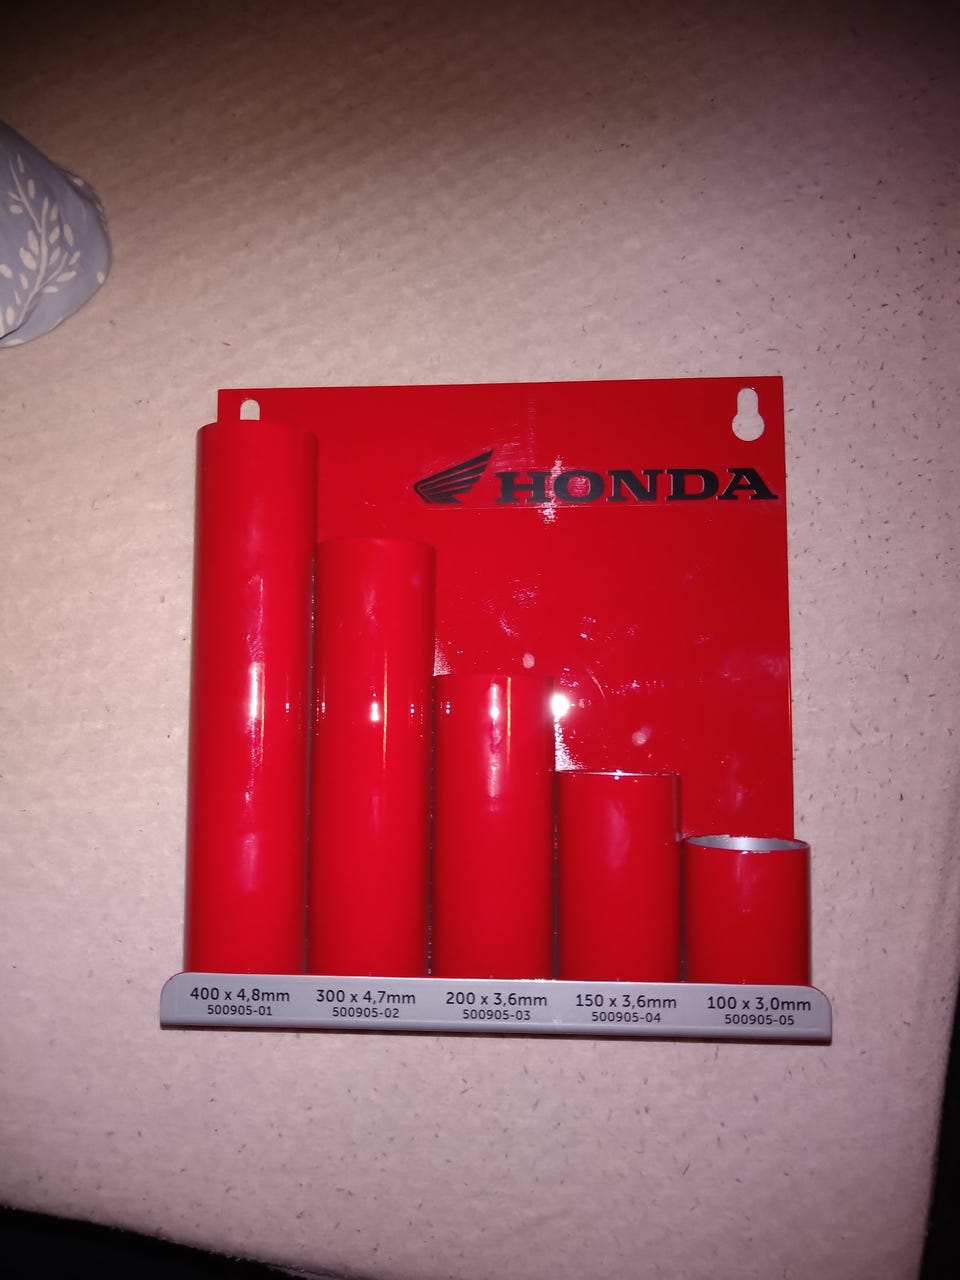 HONDA
400 x 4,8mm
500905-01
300 x 4,7mm
500905-02
200 x 3,6mm
500905-03
150 x 3,6mm
500905-04
100 x 3,0mm
500905-05